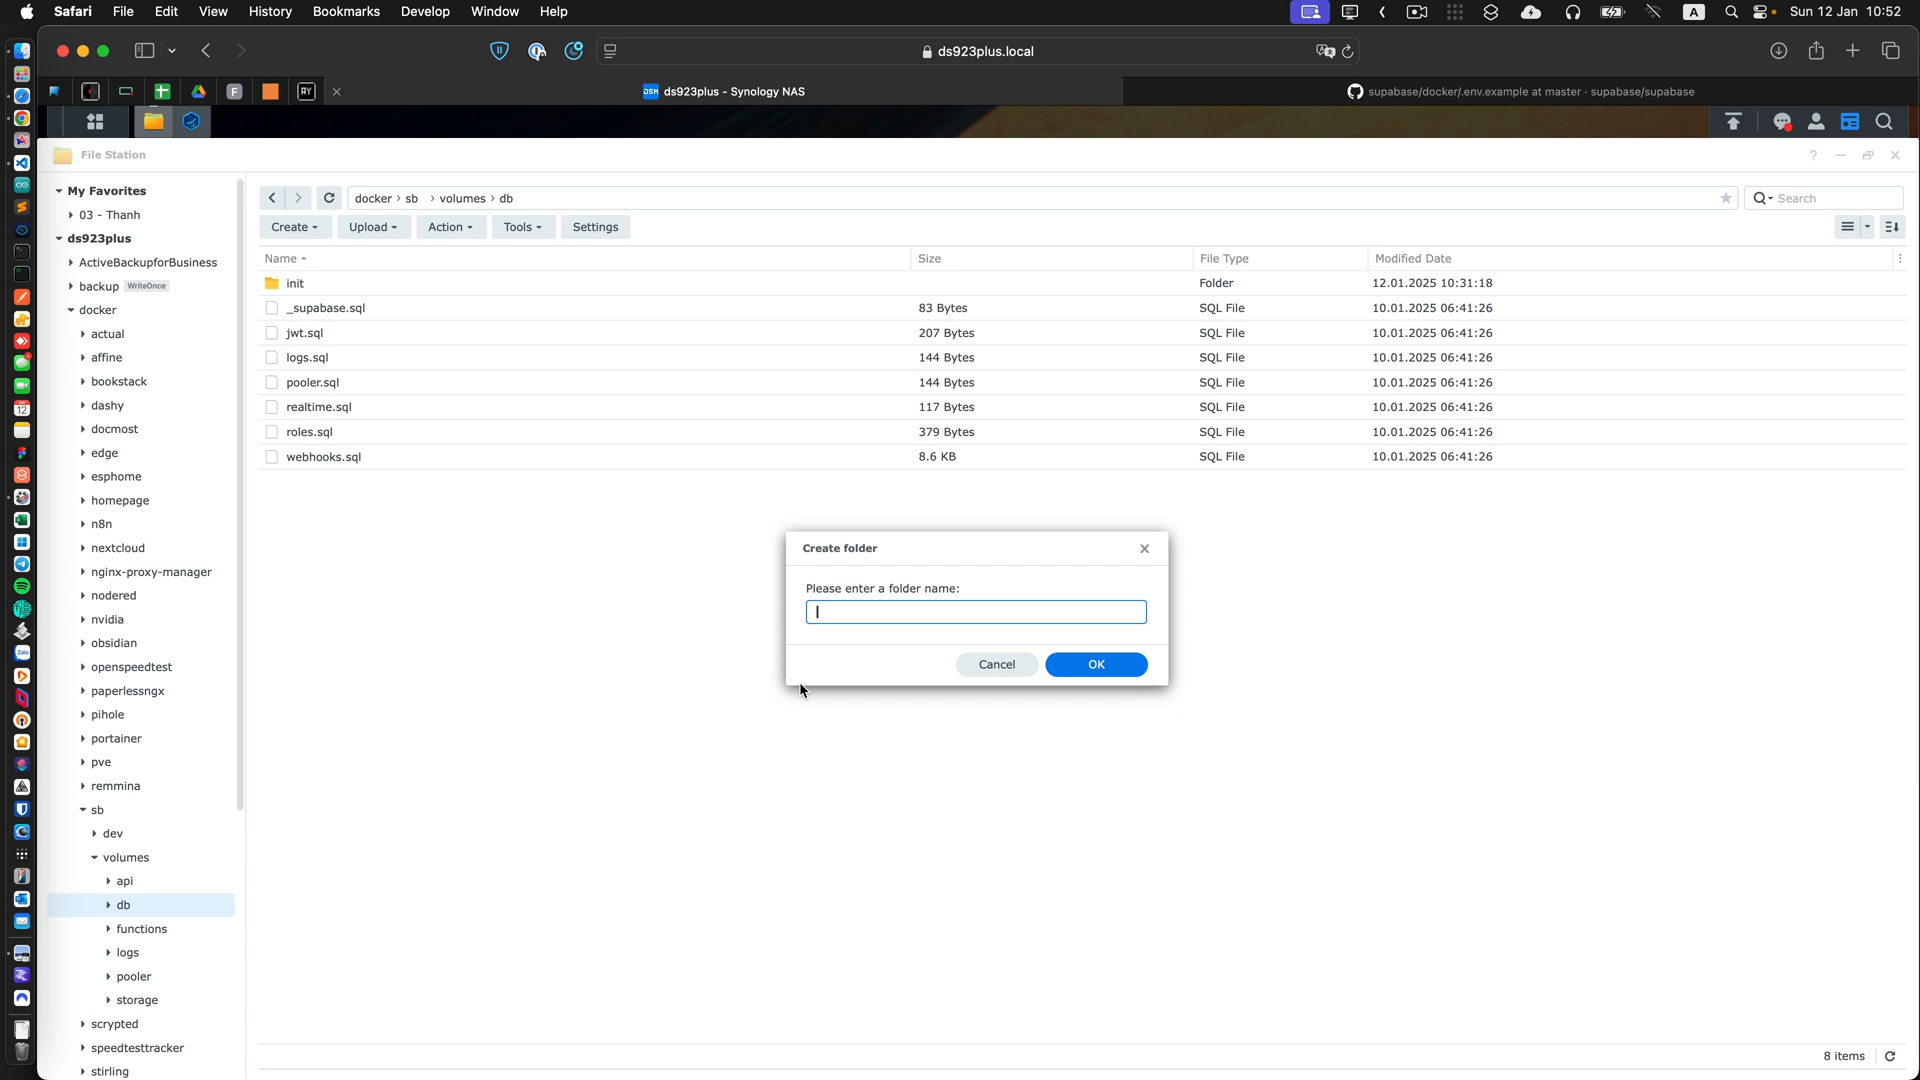 Safari File Edit View History Bookmarks Develop Window Help A Sun 12 Jan 10:52
ds923plus.local
F AY DSM ds923plus - Synology NAS supabase/docker/.env.example at master · supabase/supabase
File Station
My Favorites
03 - Thanh
ds923plus
ActiveBackupforBusiness
backup WriteOnce
docker
actual
affine
bookstack
dashy
docmost
edge
esphome
homepage
n8n
nextcloud
nginx-proxy-manager
nodered
nvidia
obsidian
openspeedtest
paperlessngx
pihole
portainer
pve
remmina
sb
dev
volumes
api
db
functions
logs
pooler
storage
scrypted
speedtesttracker
stirling
docker › sb › volumes › db
Search
Create Upload Action Tools Settings
Name Size File Type Modified Date
init Folder 12.01.2025 10:31:18
_supabase.sql 83 Bytes SQL File 10.01.2025 06:41:26
jwt.sql 207 Bytes SQL File 10.01.2025 06:41:26
logs.sql 144 Bytes SQL File 10.01.2025 06:41:26
pooler.sql 144 Bytes SQL File 10.01.2025 06:41:26
realtime.sql 117 Bytes SQL File 10.01.2025 06:41:26
roles.sql 379 Bytes SQL File 10.01.2025 06:41:26
webhooks.sql 8.6 KB SQL File 10.01.2025 06:41:26
Create folder
Please enter a folder name:
Cancel OK
8 items